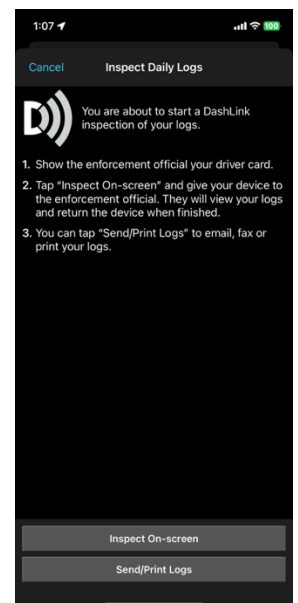 1:07
100
Cancel
Inspect Daily Logs
D
You are about to start a DashLink
inspection of your logs.
1. Show the enforcement official your driver card.
2. Tap "Inspect On-screen" and give your device to
the enforcement official. They will view your logs
and return the device when finished.
3. You can tap "Send/Print Logs" to email, fax or
print your logs.
Inspect On-screen
Send/Print Logs